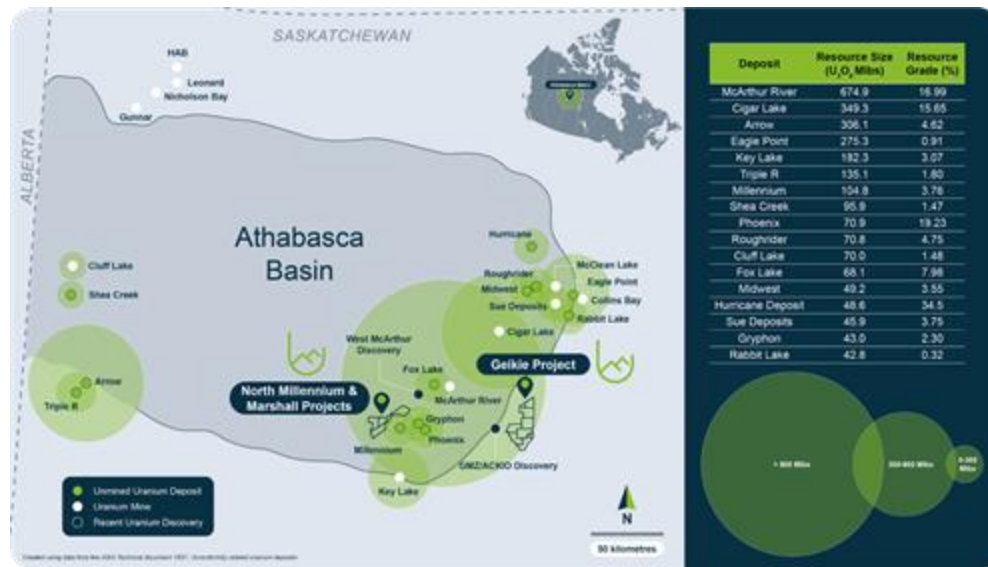 SASKATCHEWAN
ALBERTA
HAB
Leonard
Nicholson Bay
Gunnar
Athabasca
Basin
Cluff Lake
Shea Creek
Arrow
Triple R
Hurricane
McClean Lake
Roughrider
Eagle Point
Midwest
Collins Bay
Sue Deposits
Rabbit Lake
Cigar Lake
West McArthur
Discovery
Fox Lake
Geikie Project
North Millennium &
Marshall Projects
McArthur River
Gryphon
Phoenix
Millennium
GMZ/ACKIO Discovery
Key Lake
Unmined Uranium Deposit
Uranium Mine
Recent Uranium Discovery
N
50 kilometres
Deposit Resource Size (U3O8 Mlbs) Resource Grade (%)
McArthur River 674.9 16.99
Cigar Lake 349.3 15.65
Arrow 306.1 4.62
Eagle Point 275.3 0.91
Key Lake 182.3 3.07
Triple R 135.1 1.80
Millennium 104.8 3.76
Shea Creek 95.9 1.47
Phoenix 70.9 19.23
Roughrider 70.8 4.75
Cluff Lake 70.0 1.48
Fox Lake 68.1 7.98
Midwest 49.2 3.55
Hurricane Deposit 48.6 34.5
Sue Deposits 45.9 3.75
Gryphon 43.0 2.30
Rabbit Lake 42.8 0.32